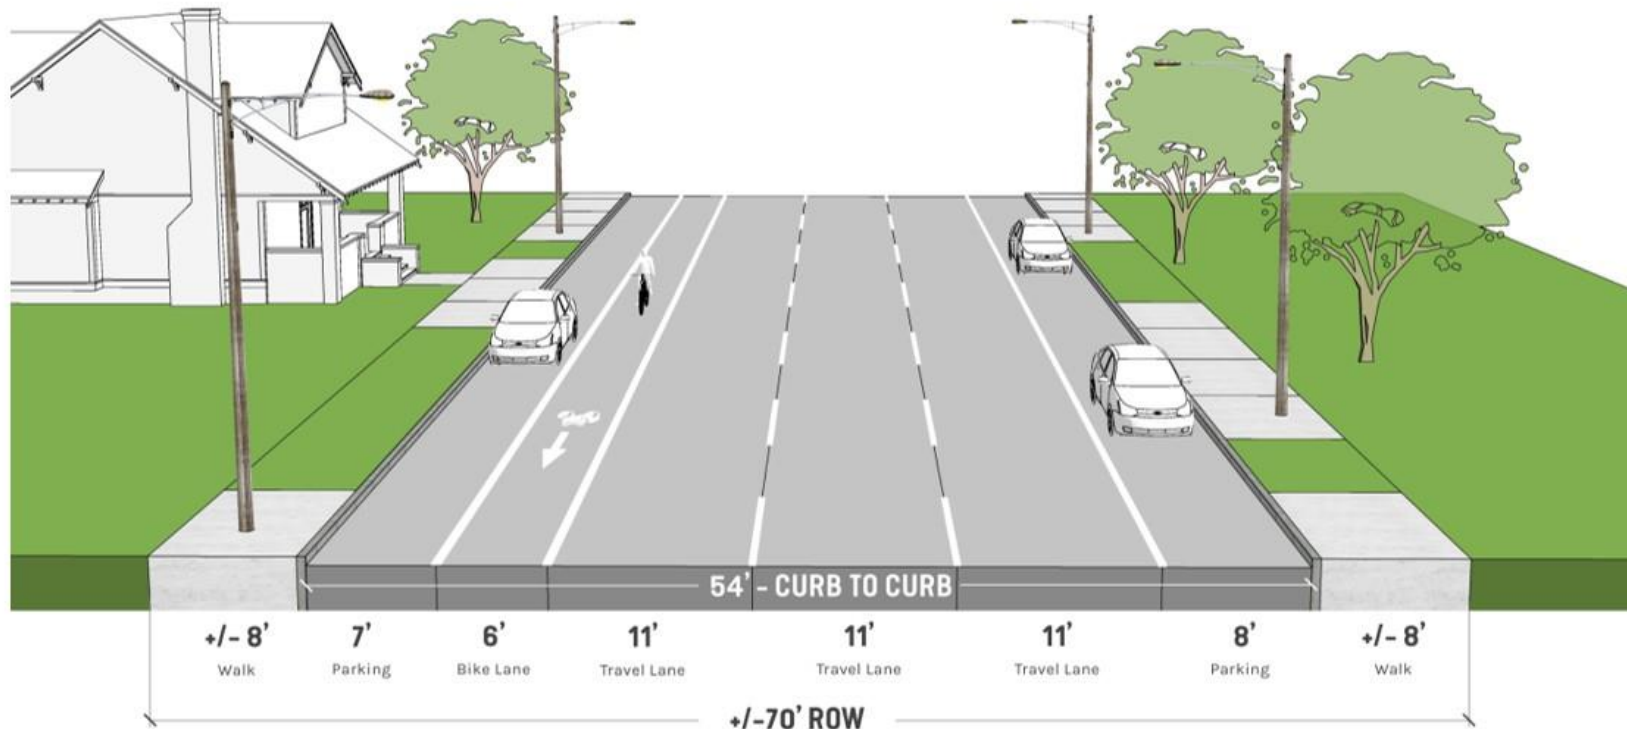 54' - CURB TO CURB
+/- 8' 7' 6' 11' 11' 11' 8' +/- 8'
Walk Parking Bike Lane Travel Lane Travel Lane Travel Lane Parking Walk
+/-70' ROW